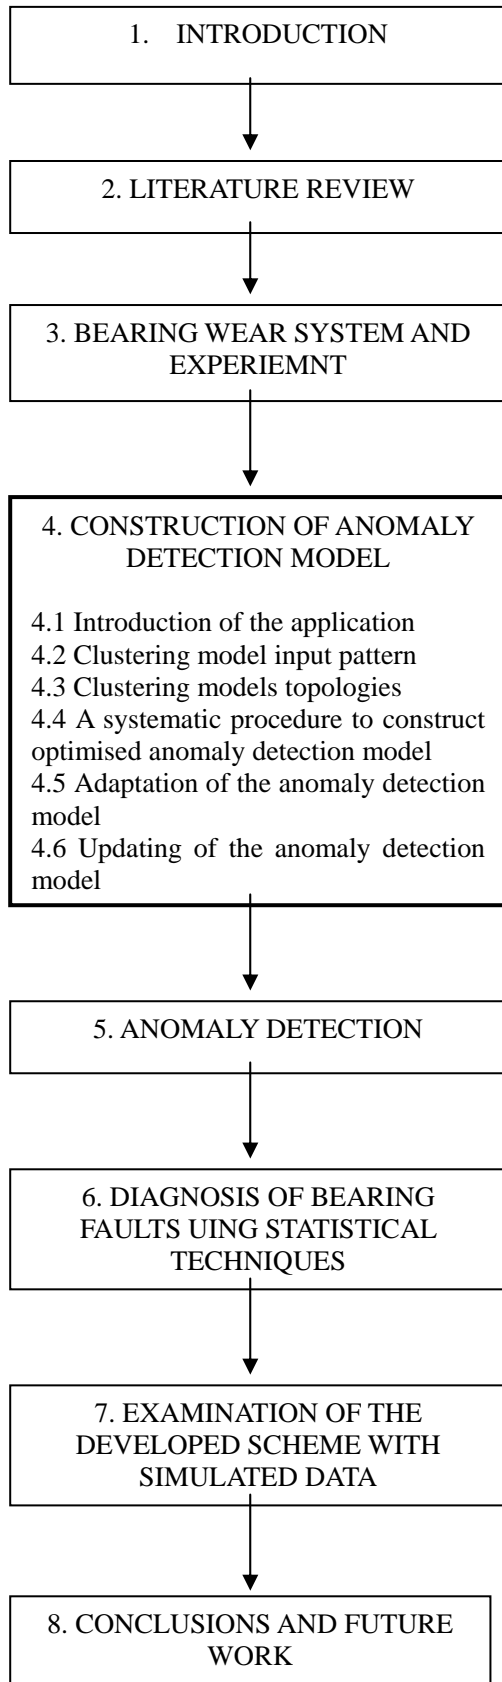 1. INTRODUCTION
2. LITERATURE REVIEW
3. BEARING WEAR SYSTEM AND
EXPERIEMNT
4. CONSTRUCTION OF ANOMALY
DETECTION MODEL
4.1 Introduction of the application
4.2 Clustering model input pattern
4.3 Clustering models topologies
4.4 A systematic procedure to construct
optimised anomaly detection model
4.5 Adaptation of the anomaly detection
model
4.6 Updating of the anomaly detection
model
5. ANOMALY DETECTION
6. DIAGNOSIS OF BEARING
FAULTS UING STATISTICAL
TECHNIQUES
7. EXAMINATION OF THE
DEVELOPED SCHEME WITH
SIMULATED DATA
8. CONCLUSIONS AND FUTURE
WORK